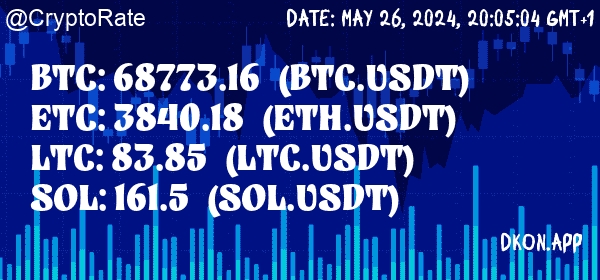 @CryptoRate
DATE: MAY 26, 2024, 20:05:04 GMT+1
BTC: 68773.16 (BTC.USDT)
ETC: 3840.18 (ETH.USDT)
LTC: 83.85 (LTC.USDT)
SOL: 161.5 (SOL.USDT)
DKON.APP